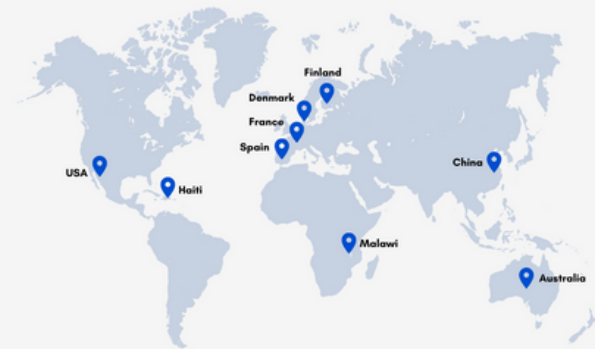 Finland
Denmark
France
Spain
China
USA
Haiti
Malawi
Australia